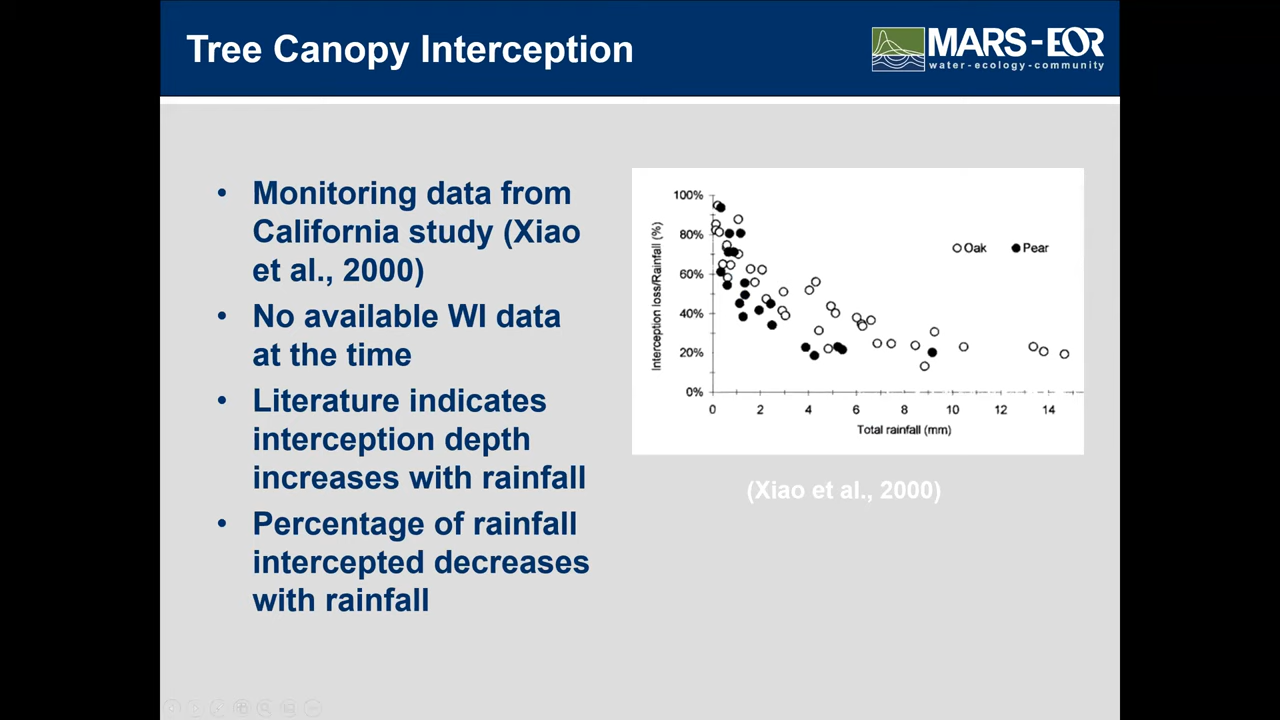 Tree Canopy Interception
MARS-EOR
water-ecology-community
• Monitoring data from
California study (Xiao
et al., 2000)
• No available WI data
at the time
• Literature indicates
interception depth
increases with rainfall
• Percentage of rainfall
intercepted decreases
with rainfall
Interception loss/Rainfall (%)
100%
80%
60%
40%
20%
0%
Oak
Pear
0 2 4 6 8 10 12 14
Total rainfall (mm)
(Xiao et al., 2000)